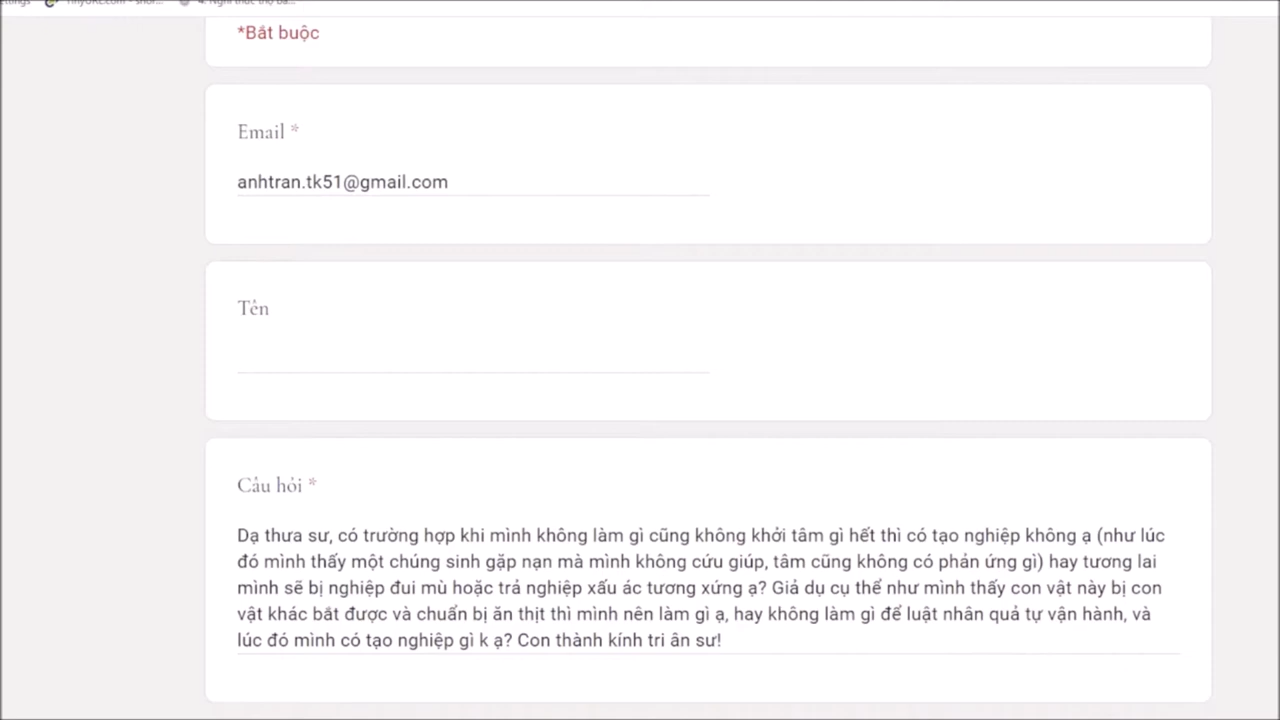 *Bắt buộc
Email *
anhtran.tk51@gmail.com
Tên
Câu hỏi *
Dạ thưa sư, có trường hợp khi mình không làm gì cũng không khởi tâm gì hết thì có tạo nghiệp không ạ (như lúc
đó mình thấy một chúng sinh gặp nạn mà mình không cứu giúp, tâm cũng không có phản ứng gì) hay tương lai
mình sẽ bị nghiệp đui mù hoặc trả nghiệp xấu ác tương xứng ạ? Giả dụ cụ thể như mình thấy con vật này bị con
vật khác bắt được và chuẩn bị ăn thịt thì mình nên làm gì ạ, hay không làm gì để luật nhân quả tự vận hành, và
lúc đó mình có tạo nghiệp gì k ạ? Con thành kính tri ân sư!